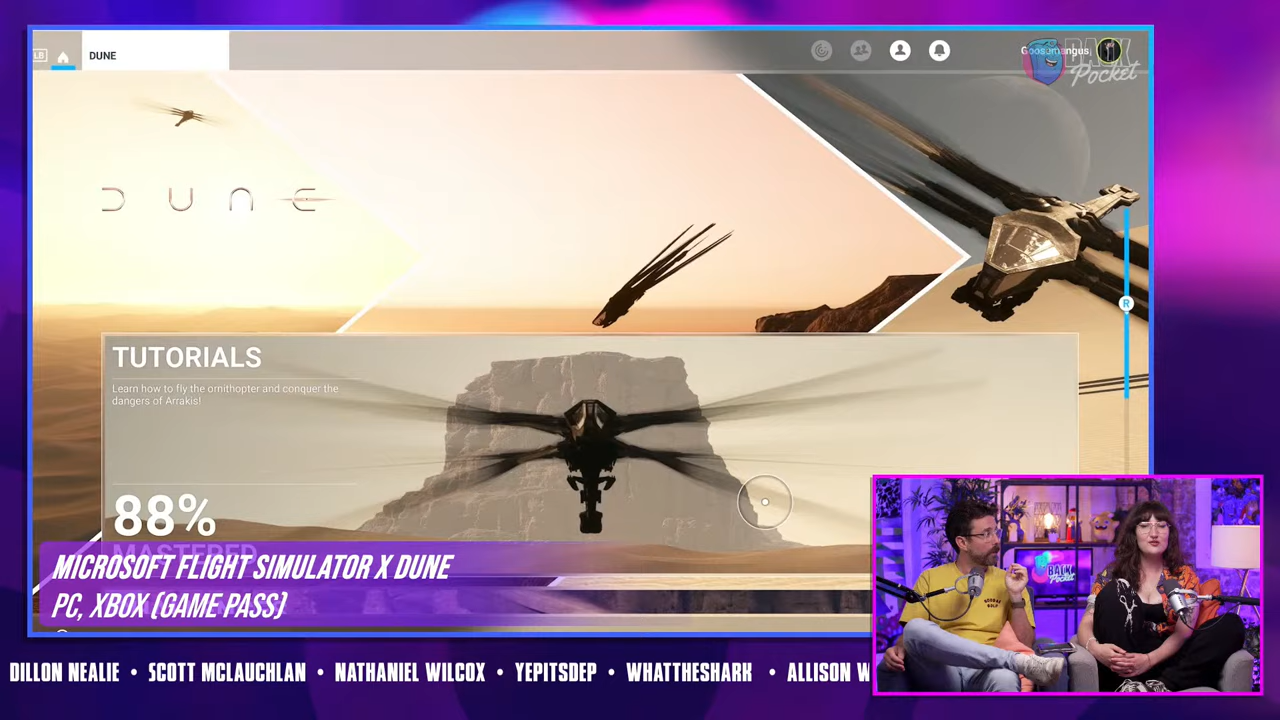 LB
DUNE
Goosemangus
BACK
Pocket
DUNE
R
TUTORIALS
Learn how to fly the ornithopter and conquer the
dangers of Arrakis!
88%
MASTERED
MICROSOFT FLIGHT SIMULATOR X DUNE
PC, XBOX (GAME PASS)
BACK
Pocket
DILLON NEALIE • SCOTT MCLAUCHLAN • NATHANIEL WILCOX • YEPITSDEP • WHATTHESHARK • ALLISON W